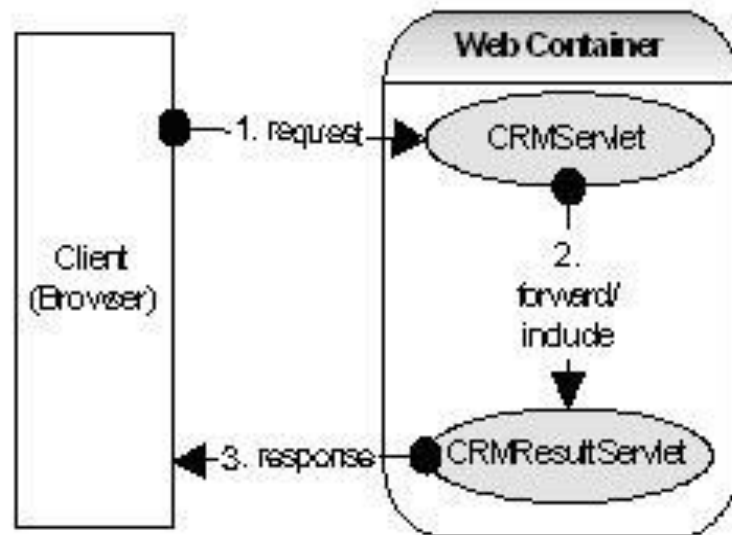 Web Container
1. request
CRMServlet
Client
(Browser)
2.
forward/
include
3. response
CRMResultServlet